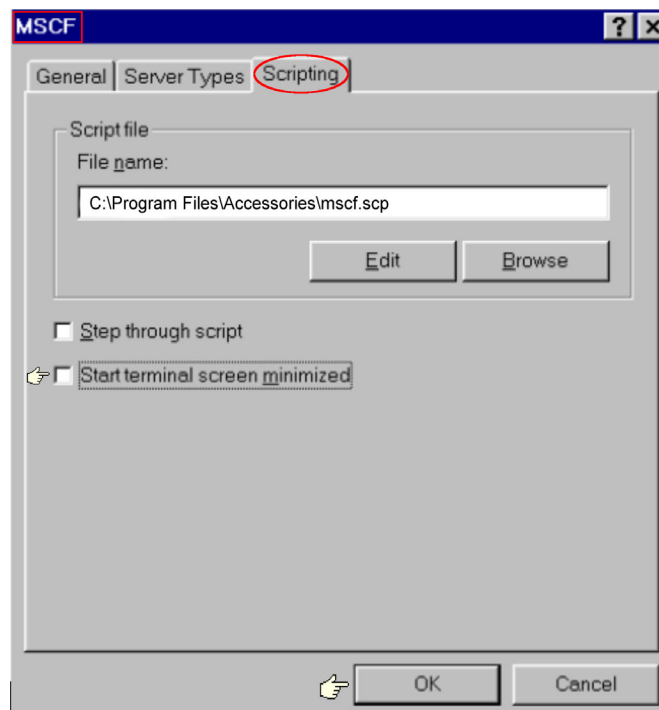 MSCF
General Server Types Scripting
Script file
File name:
C:\Program Files\Accessories\mscf.scp
Edit Browse
Step through script
Start terminal screen minimized
OK Cancel